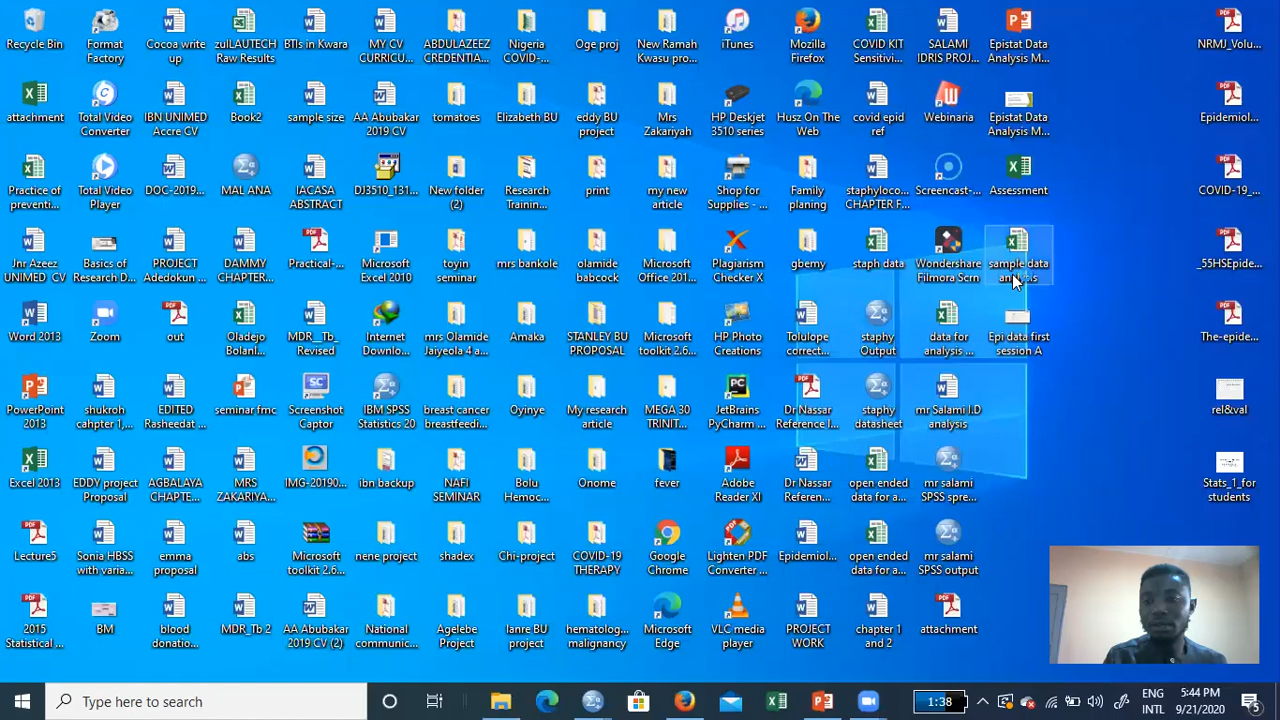 Recycle Bin
Format
Factory
Cocoa write
up
zulLAUTECH
Raw Results
BTIs in Kwara
MY CV
CURRICU...
ABDULAZEEZ
CREDENTIA...
Nigeria
COVID-...
Oge proj
New Ramah
Kwasu pro...
iTunes
Mozilla
Firefox
COVID KIT
Sensitivi...
SALAMI
IDRIS PROJ...
Epistat Data
Analysis M...
NRMJ_Volu...
attachment
Total Video
Converter
IBN UNIMED
Accre CV
Book2
sample size
AA Abubakar
2019 CV
tomatoes
Elizabeth BU
eddy BU
project
Mrs
Zakariyah
HP Deskjet
3510 series
Husz On The
Web
covid epid
ref
Webinaria
Epistat Data
Analysis M...
Epidemiol...
Practice of
preventi...
Total Video
Player
DOC-2019...
MAL ANA
IACASA
ABSTRACT
DJ3510_131...
New folder
(2)
Research
Trainin...
print
my new
article
Shop for
Supplies - ...
Family
planing
staphyloco...
CHAPTER F...
Screencast-...
Assessment
COVID-19_...
Jnr Azeez
UNIMED CV
Basics of
Research D...
PROJECT
Adedokun ...
DAMMY
CHAPTER...
Practical-...
Microsoft
Excel 2010
toyin
seminar
mrs bankole
olamide
babcock
Microsoft
Office 201...
Plagiarism
Checker X
gbemy
staph data
Wondershare
Filmora Scrn
sample data
analysis
_55HSEpide...
Word 2013
Zoom
out
Oladejo
Bolanl...
MDR__Tb_
Revised
Internet
Downlo...
mrs Olamide
Jaiyeola 4 a...
Amaka
STANLEY BU
PROPOSAL
Microsoft
toolkit 2.6...
HP Photo
Creations
Tolulope
correct...
staphy
Output
data for
analysis ...
Epi data first
session A
The-epide...
PowerPoint
2013
shukroh
cahpter 1,...
EDITED
Rasheedat ...
seminar fmc
Screenshot
Captor
IBM SPSS
Statistics 20
breast cancer
breastfeedi...
Oyinye
My research
article
MEGA 30
TRINIT...
JetBrains
PyCharm ...
Dr Nassar
Reference I...
staphy
datasheet
mr Salami I.D
analysis
rel&val
Excel 2013
EDDY project
Proposal
AGBALAYA
CHAPTE...
MRS
ZAKARIYA...
IMG-20190...
ibn backup
NAFI
SEMINAR
Bolu
Hemoc...
Onome
fever
Adobe
Reader XI
Dr Nassar
Referen...
open ended
data for a...
mr salami
SPSS spre...
Stats_1_for
students
Lecture5
Sonia HBSS
with varia...
emma
proposal
abs
Microsoft
toolkit 2.6...
nene project
shadex
Chi-project
COVID-19
THERAPY
Google
Chrome
Lighten PDF
Converter ...
Epidemiol...
open ended
data for a...
mr salami
SPSS output
2015
Statistical ...
BM
blood
donatio...
MDR_Tb 2
AA Abubakar
2019 CV (2)
National
communic...
Agelebe
Project
lanre BU
project
hematolog...
malignancy
Microsoft
Edge
VLC media
player
PROJECT
WORK
chapter 1
and 2
attachment
Type here to search
1:38
ENG
INTL
5:44 PM
9/21/2020
5